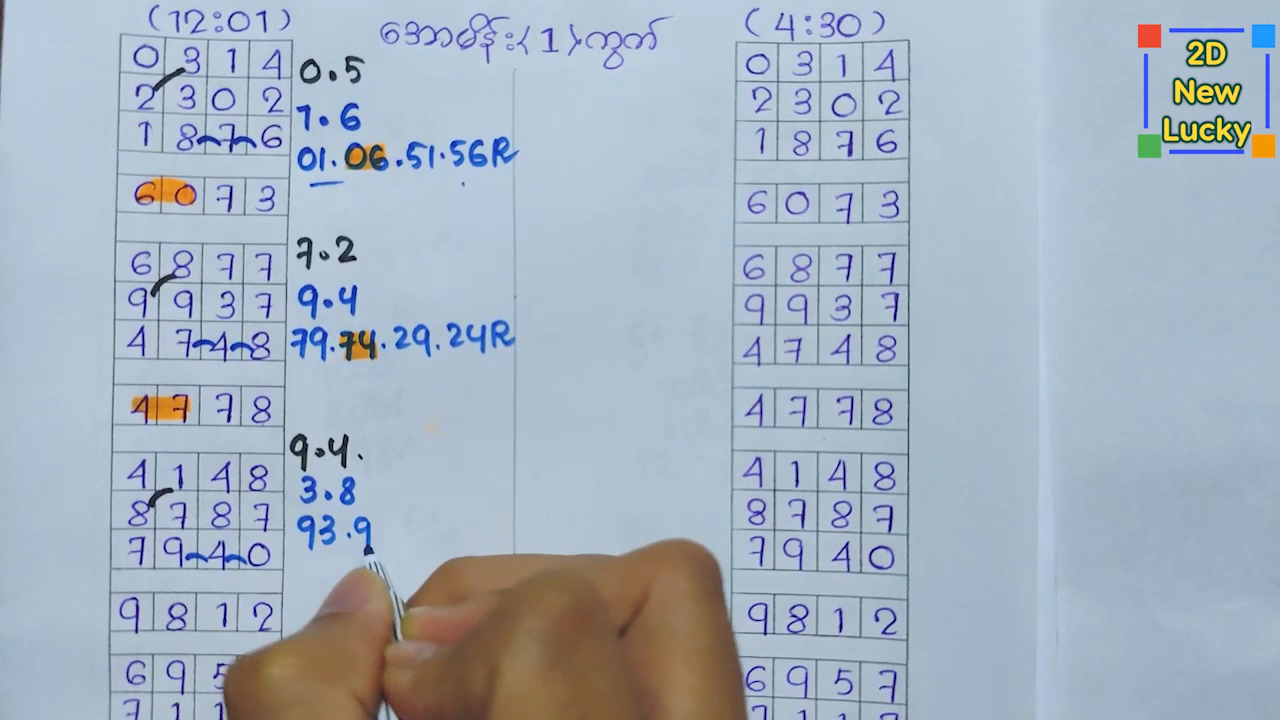 (12:01)
အောမိန်း(1)ကွက်
(4:30)
2D
New
Lucky
0 3 1 4
2 3 0 2
1 8 7 6
6 0 7 3
6 8 7 7
9 9 3 7
4 7 4 8
4 7 7 8
4 1 4 8
8 7 8 7
7 9 4 0
9 8 1 2
6 9 5
7 1 1
0.5
1.6
01.06.51.56R
7.2
9.4
79.74.29.24R
9.4.
3.8
93.9
0 3 1 4
2 3 0 2
1 8 7 6
6 0 7 3
6 8 7 7
9 9 3 7
4 7 4 8
4 7 7 8
4 1 4 8
8 7 8 7
7 9 4 0
9 8 1 2
6 9 5 7